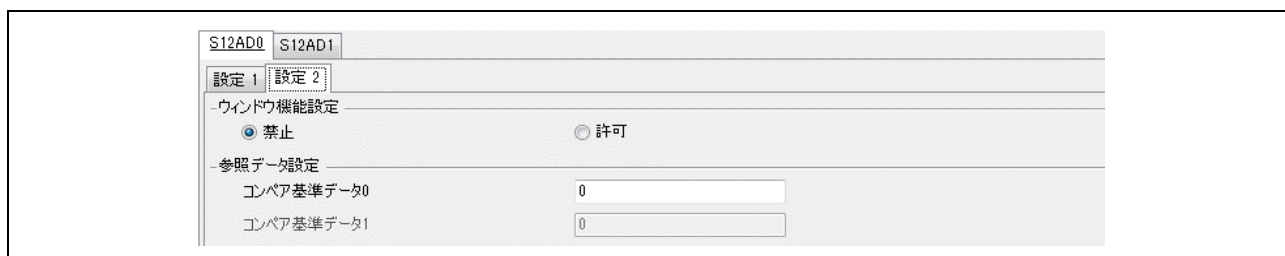 S12AD0 S12AD1
設定 1 設定 2
ウィンドウ機能設定
禁止 許可
参照データ設定
コンペア基準データ0 0
コンペア基準データ1 0